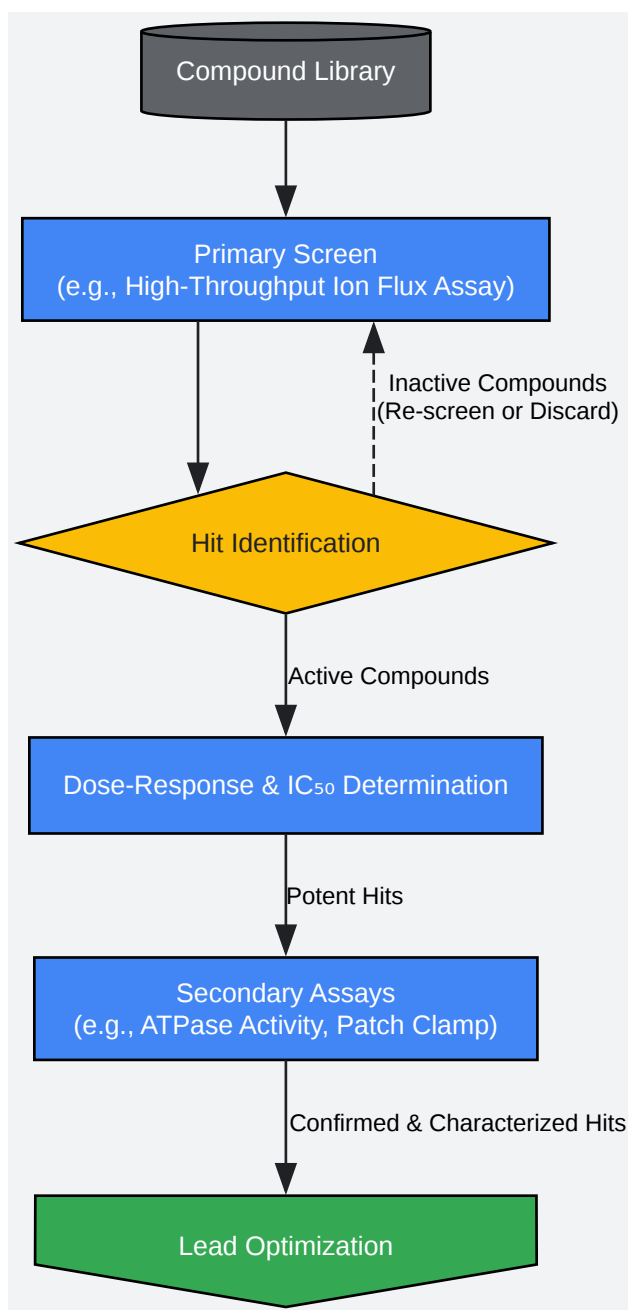 Compound Library
Primary Screen
(e.g., High-Throughput Ion Flux Assay)
Inactive Compounds
(Re-screen or Discard)
Hit Identification
Active Compounds
Dose-Response & IC₅₀ Determination
Potent Hits
Secondary Assays
(e.g., ATPase Activity, Patch Clamp)
Confirmed & Characterized Hits
Lead Optimization